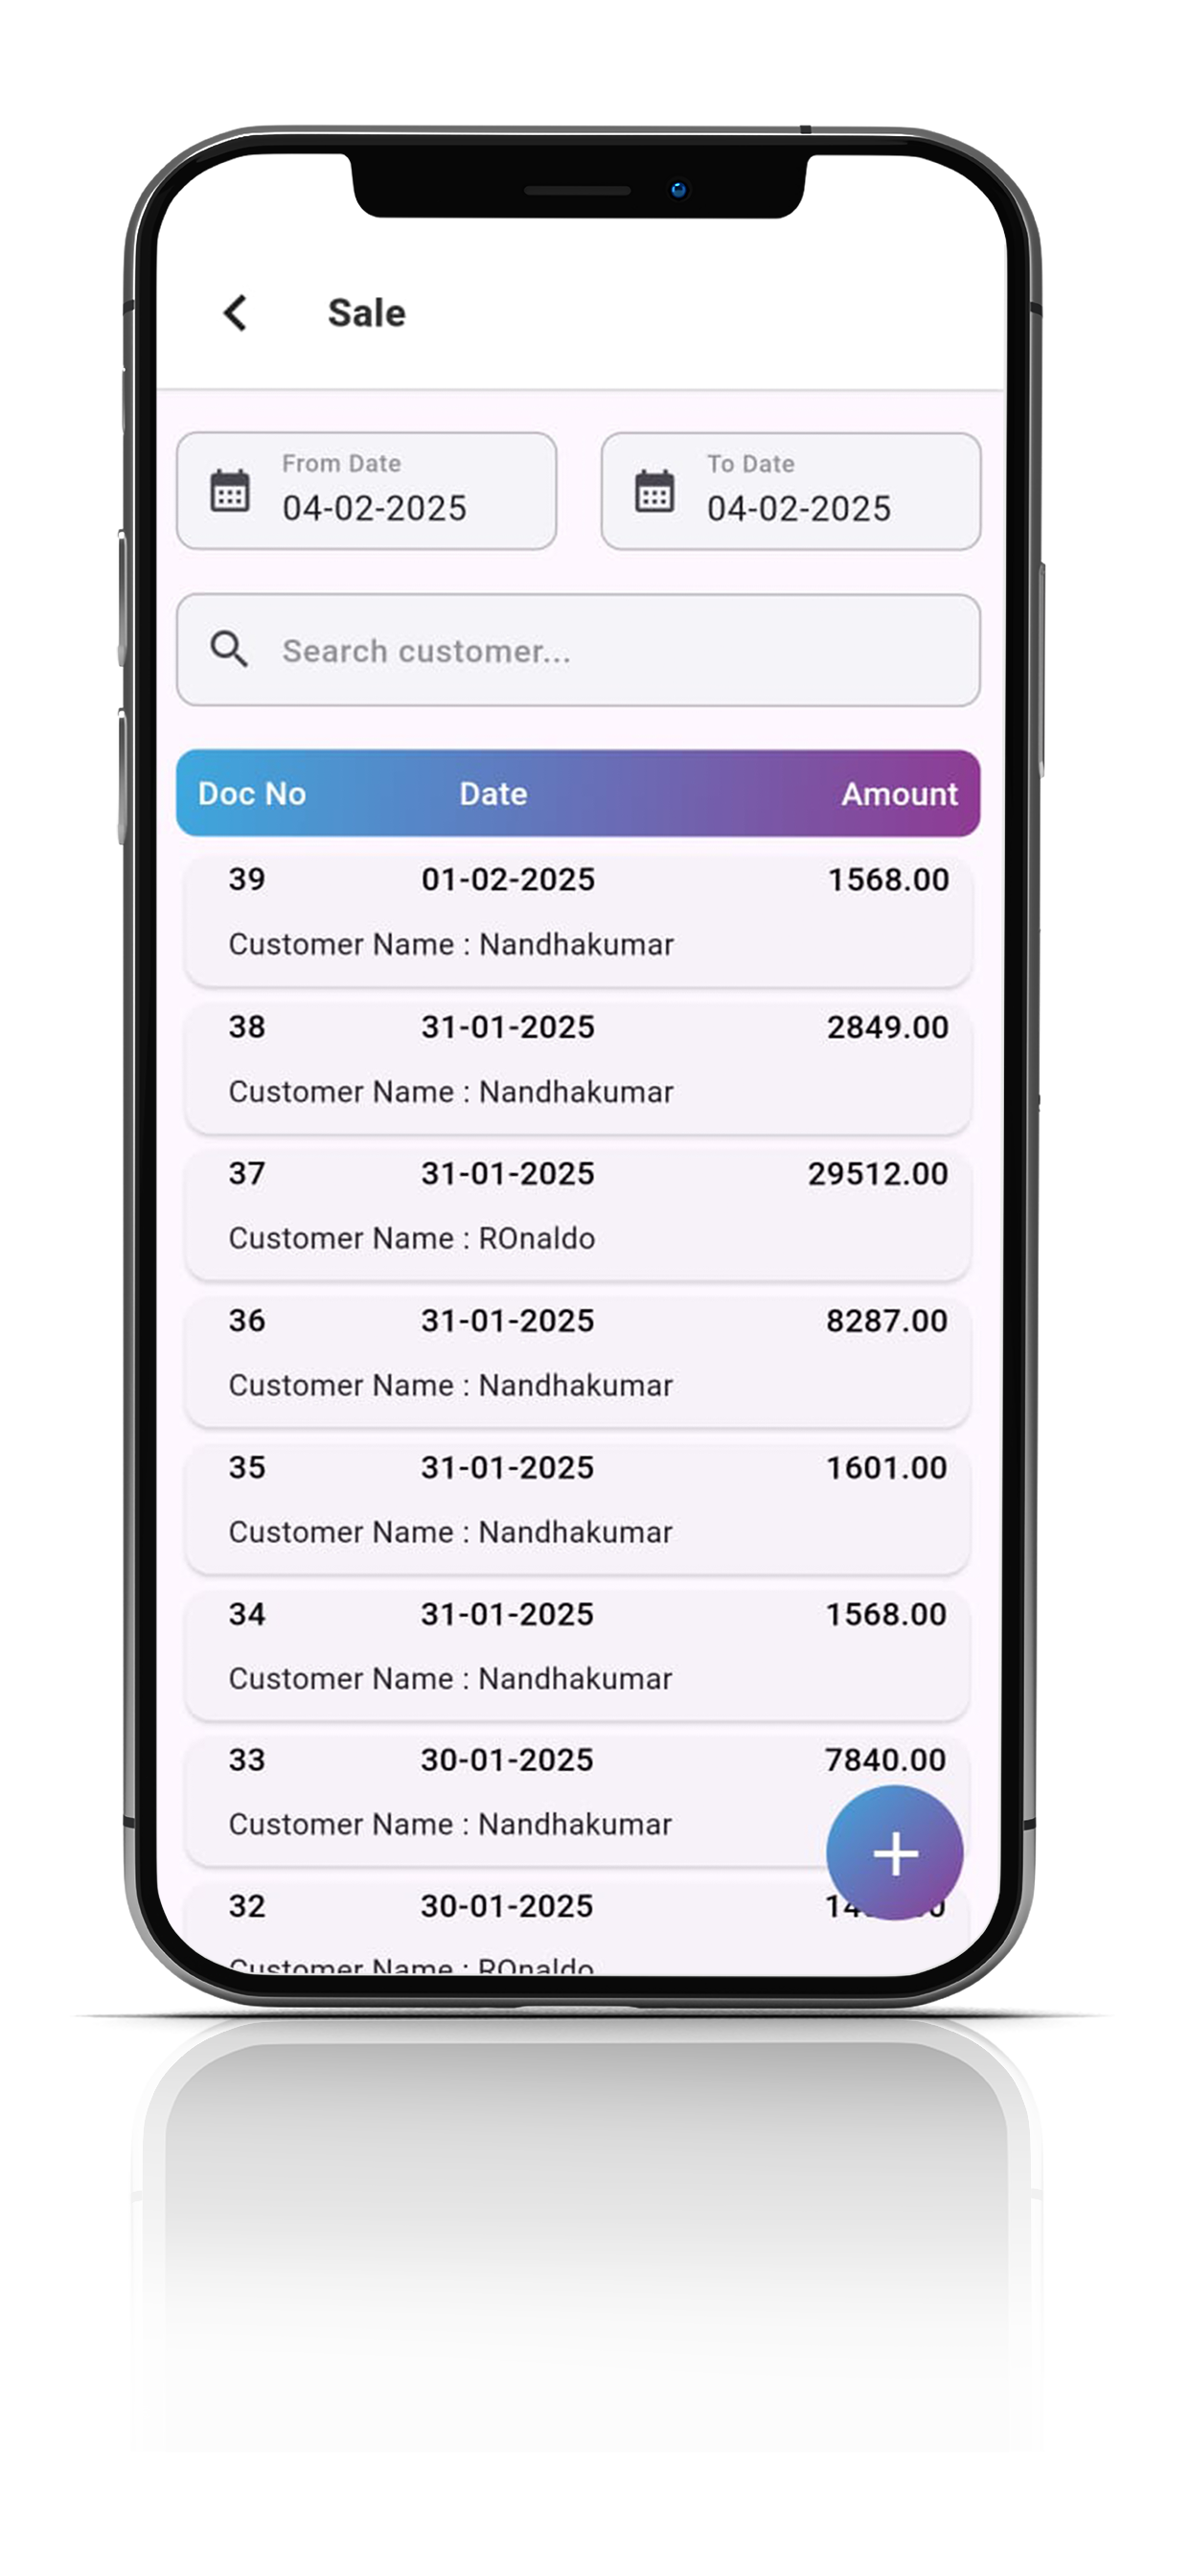 Sale
From Date To Date
04-02-2025 04-02-2025
Search customer...
Doc No Date Amount
39 01-02-2025 1568.00
Customer Name : Nandhakumar
38 31-01-2025 2849.00
Customer Name : Nandhakumar
37 31-01-2025 29512.00
Customer Name : ROnaldo
36 31-01-2025 8287.00
Customer Name : Nandhakumar
35 31-01-2025 1601.00
Customer Name : Nandhakumar
34 31-01-2025 1568.00
Customer Name : Nandhakumar
33 30-01-2025 7840.00
Customer Name : Nandhakumar
32 30-01-2025
Customer Name : ROnaldo